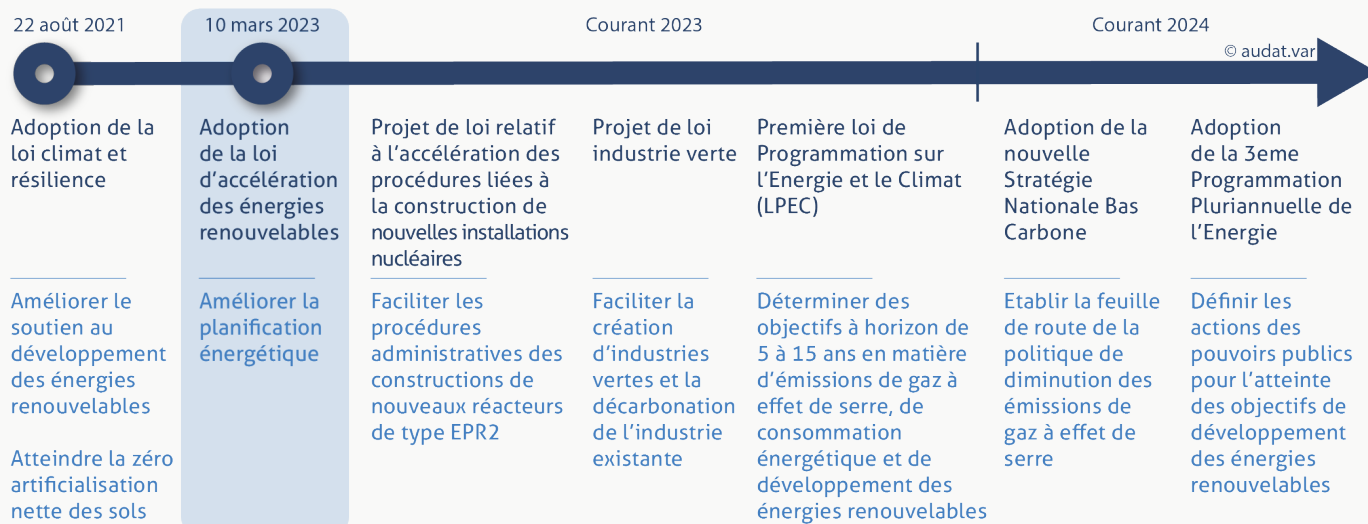 22 août 2021
10 mars 2023
Courant 2023
Courant 2024
© audat.var
Adoption de la
loi climat et
résilience
Améliorer le
soutien au
développement
des énergies
renouvelables
Atteindre la zéro
artificialisation
nette des sols
Adoption
de la loi
d'accélération
des énergies
renouvelables
Améliorer la
planification
énergétique
Projet de loi relatif
à l'accélération des
procédures liées à
la construction de
nouvelles installations
nucléaires
Faciliter les
procédures
administratives des
constructions de
nouveaux réacteurs
de type EPR2
Projet de loi
industrie verte
Faciliter la
création
d'industries
vertes et la
décarbonation
de l'industrie
existante
Première loi de
Programmation sur
l'Energie et le Climat
(LPEC)
Déterminer des
objectifs à horizon de
5 à 15 ans en matière
d'émissions de gaz à
effet de serre, de
consommation
énergétique et de
développement des
énergies renouvelables
Adoption de la
nouvelle
Stratégie
Nationale Bas
Carbone
Etablir la feuille
de route de la
politique de
diminution des
émissions de
gaz à effet de
serre
Adoption
de la 3eme
Programmation
Pluriannuelle de
l'Energie
Définir les
actions des
pouvoirs publics
pour l'atteinte
des objectifs de
développement
des énergies
renouvelables